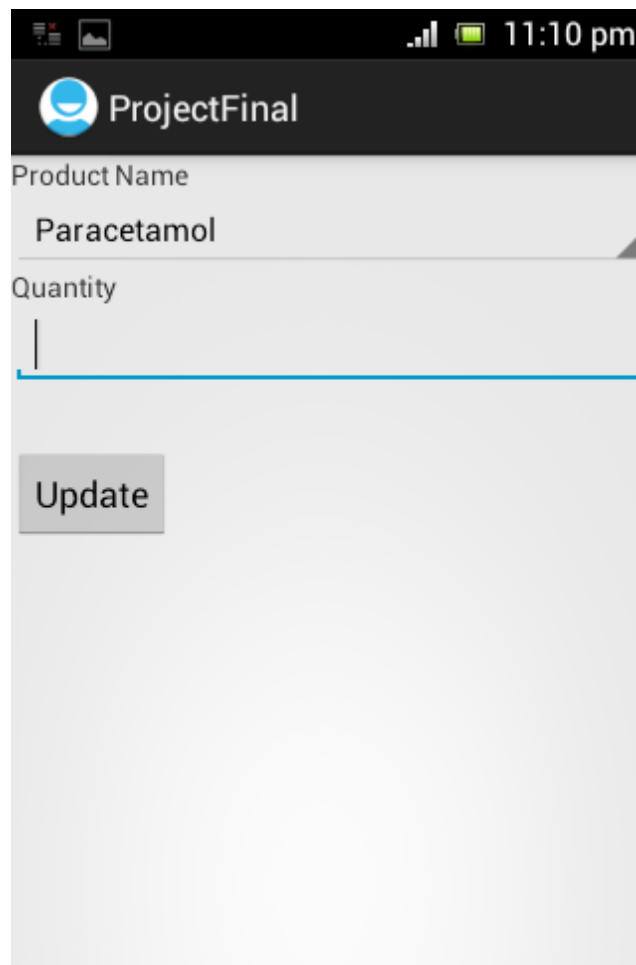 11:10 pm
ProjectFinal
Product Name
Paracetamol
Quantity
Update